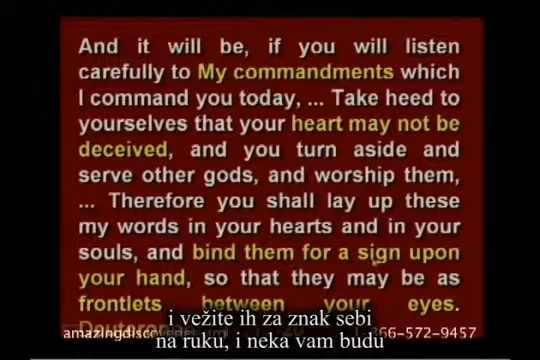 And it will be, if you will listen
carefully to My commandments which
I command you today, ... Take heed to
yourselves that your heart may not be
deceived, and you turn aside and
serve other gods, and worship them,
... Therefore you shall lay up these
my words in your hearts and in your
souls, and bind them for a sign upon
your hand, so that they may be as
frontlets between your eyes.
i vežite ih za znak sebi
na ruku, i neka vam budu
-866-572-9457